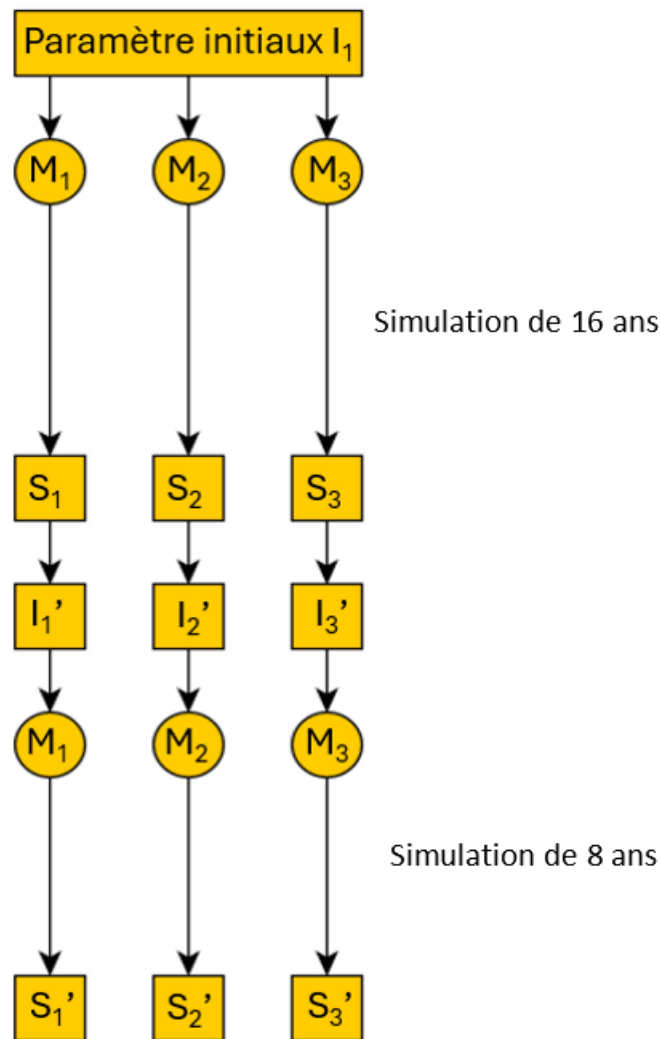 Paramètre initiaux I₁
M₁ M₂ M₃
Simulation de 16 ans
S₁ S₂ S₃
I₁’ I₂’ I₃’
M₁ M₂ M₃
Simulation de 8 ans
S₁’ S₂’ S₃’